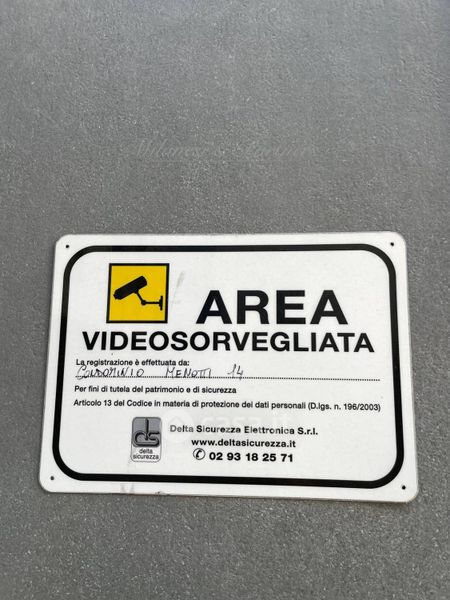 AREA
VIDEOSORVEGLIATA
La registrazione è effettuata da:
CONDOMINIO MENOTTI 14
Per fini di tutela del patrimonio e di sicurezza
Articolo 13 del Codice in materia di protezione dei dati personali (D.lgs. n. 196/2003)
ds
delta
sicurezza
Delta Sicurezza Elettronica S.r.l.
www.deltasicurezza.it
✆ 02 93 18 25 71